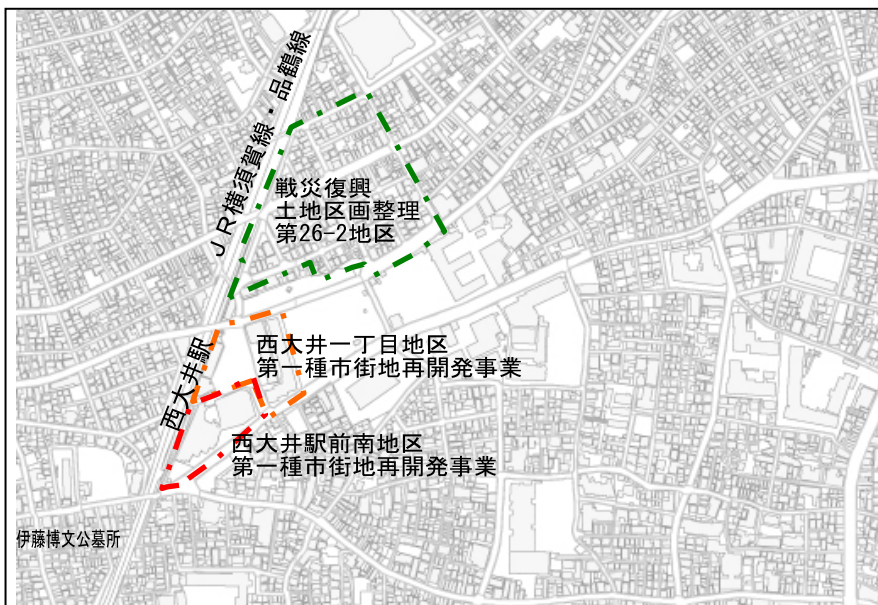 JR横須賀線・品鶴線
戦災復興
土地区画整理
第26-2地区
西大井駅
西大井一丁目地区
第一種市街地再開発事業
西大井駅前南地区
第一種市街地再開発事業
伊藤博文公墓所